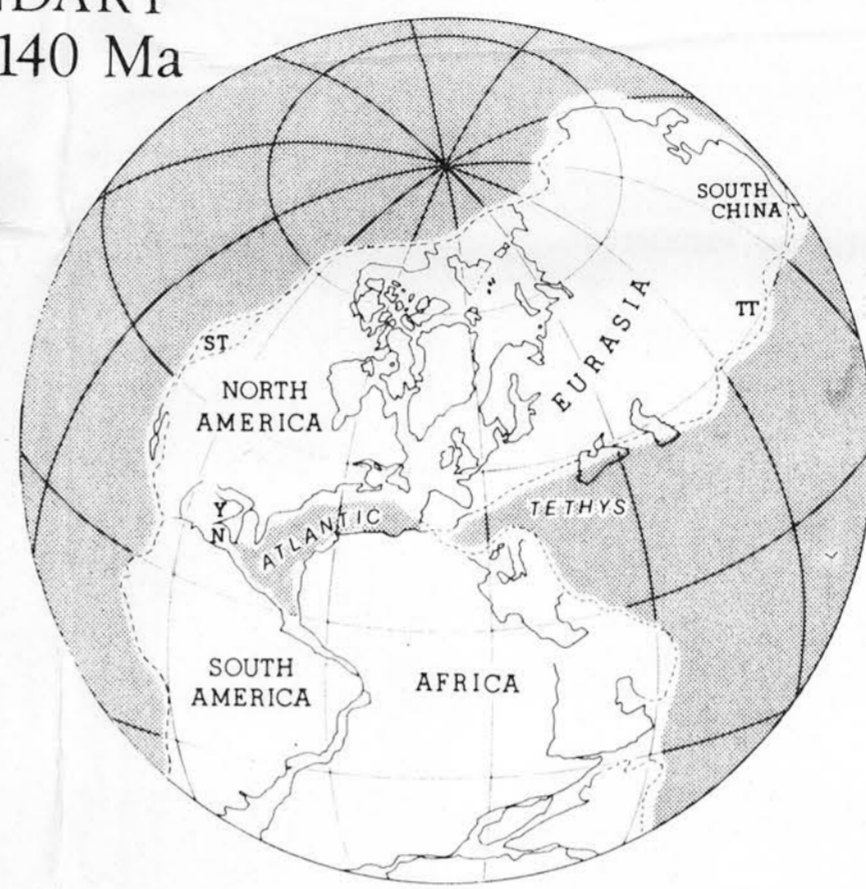 140 Ma
SOUTH
CHINA
ST
TT
NORTH
AMERICA
EURASIA
Y
N
ATLANTIC
TETHYS
SOUTH
AMERICA
AFRICA